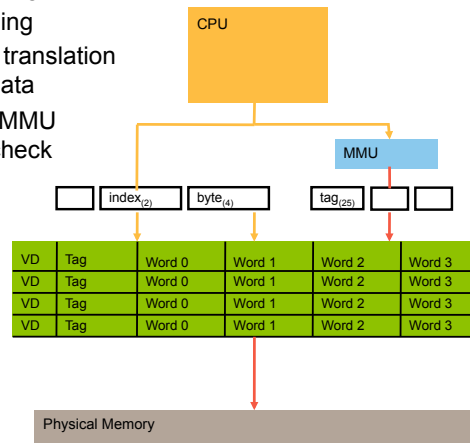 ing
translation
ata
MMU
check
CPU
MMU
index(2)
byte(4)
tag(25)
VD Tag Word 0 Word 1 Word 2 Word 3
VD Tag Word 0 Word 1 Word 2 Word 3
VD Tag Word 0 Word 1 Word 2 Word 3
VD Tag Word 0 Word 1 Word 2 Word 3
Physical Memory